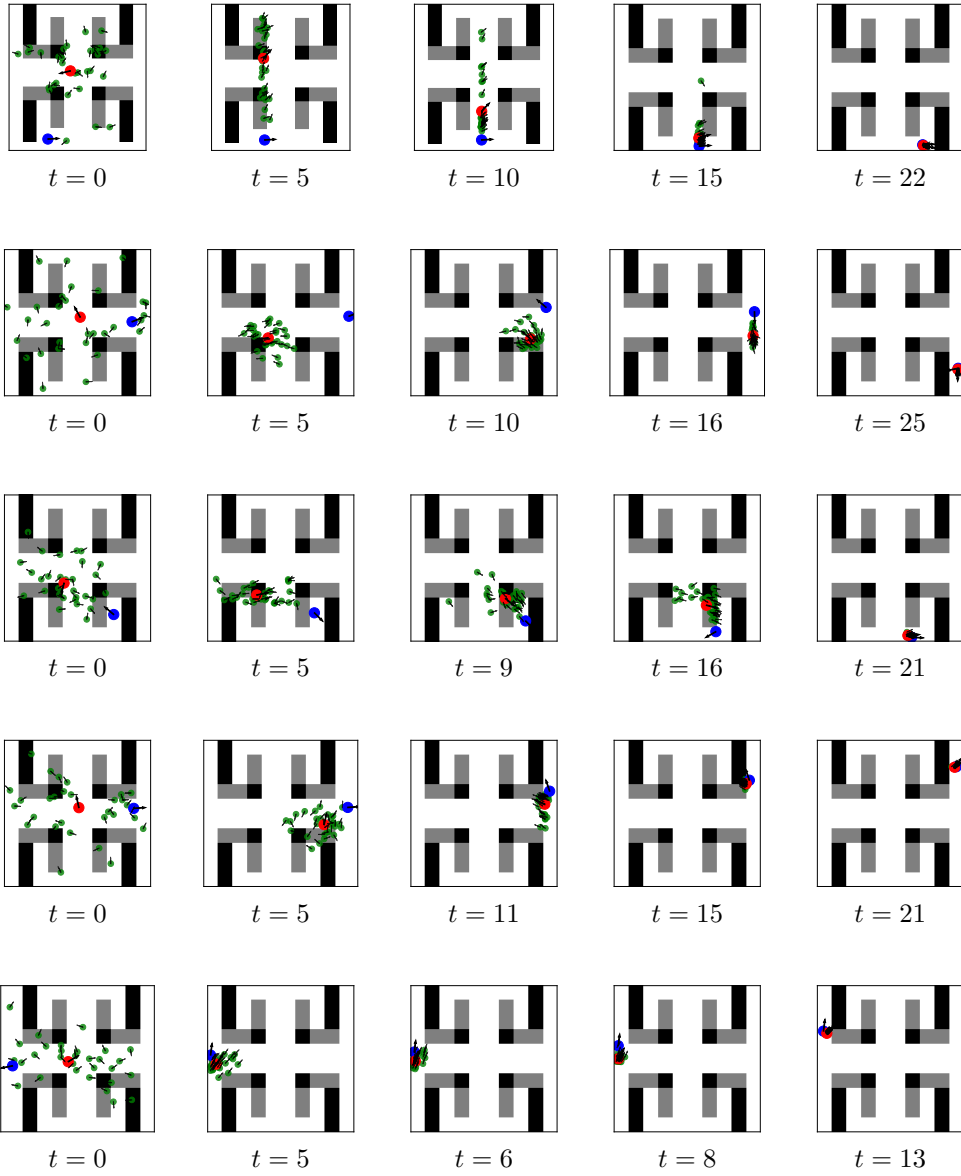 t = 0 t = 5 t = 10 t = 15 t = 22
t = 0 t = 5 t = 10 t = 16 t = 25
t = 0 t = 5 t = 9 t = 16 t = 21
t = 0 t = 5 t = 11 t = 15 t = 21
t = 0 t = 5 t = 6 t = 8 t = 13